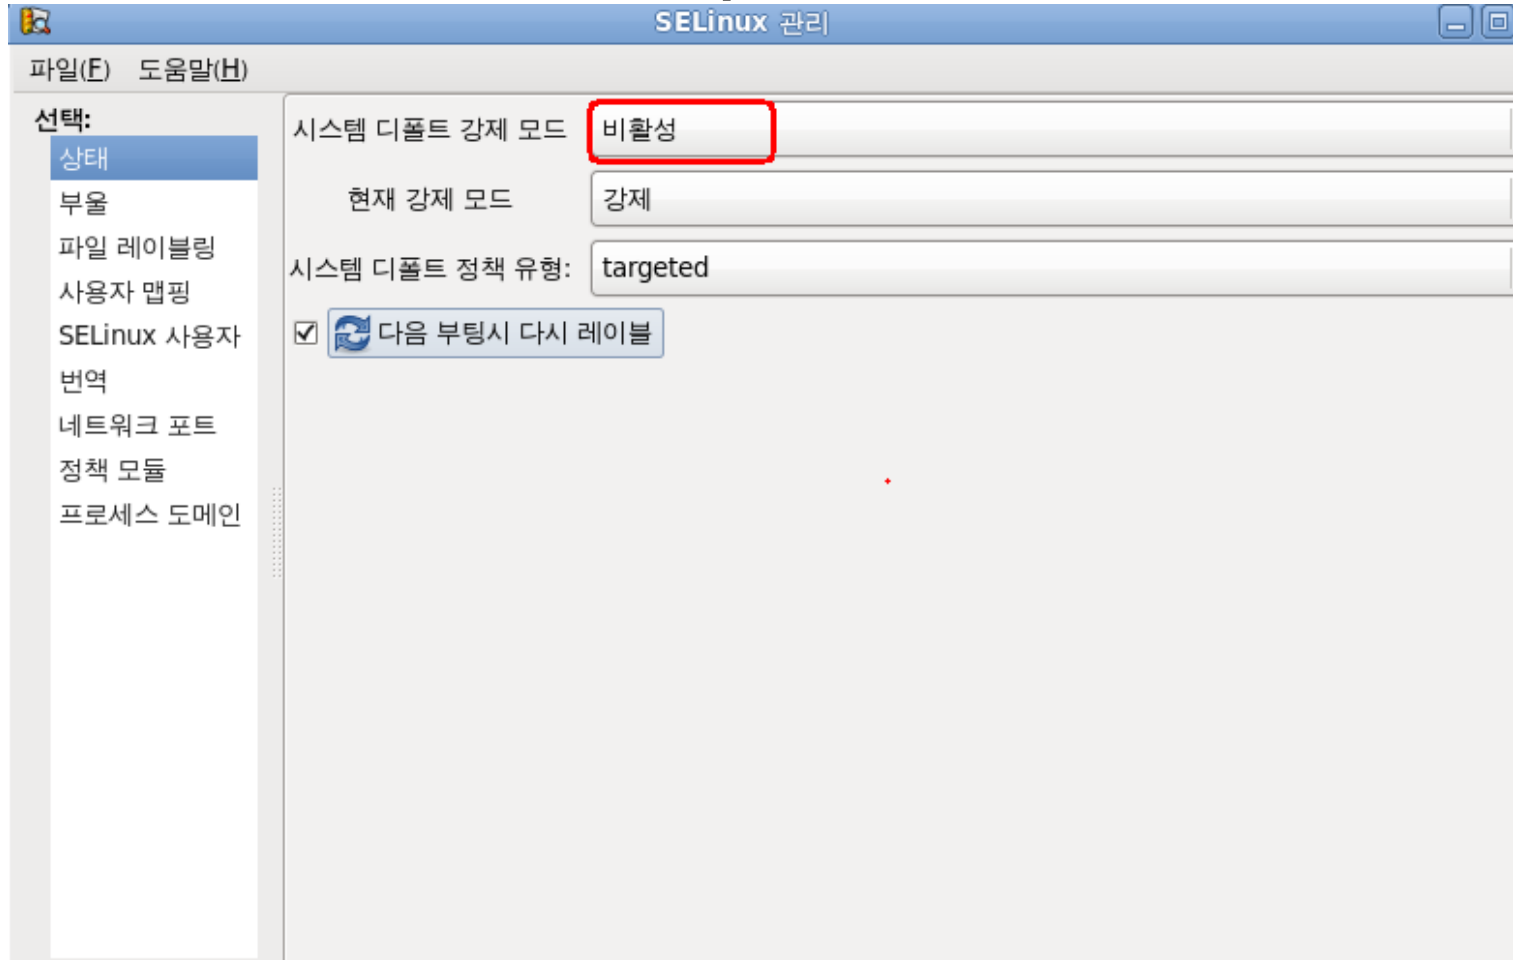 SELinux 관리
파일(F) 도움말(H)
선택:
상태
부울
파일 레이블링
사용자 맵핑
SELinux 사용자
번역
네트워크 포트
정책 모듈
프로세스 도메인
시스템 디폴트 강제 모드 비활성
현재 강제 모드 강제
시스템 디폴트 정책 유형: targeted
다음 부팅시 다시 레이블